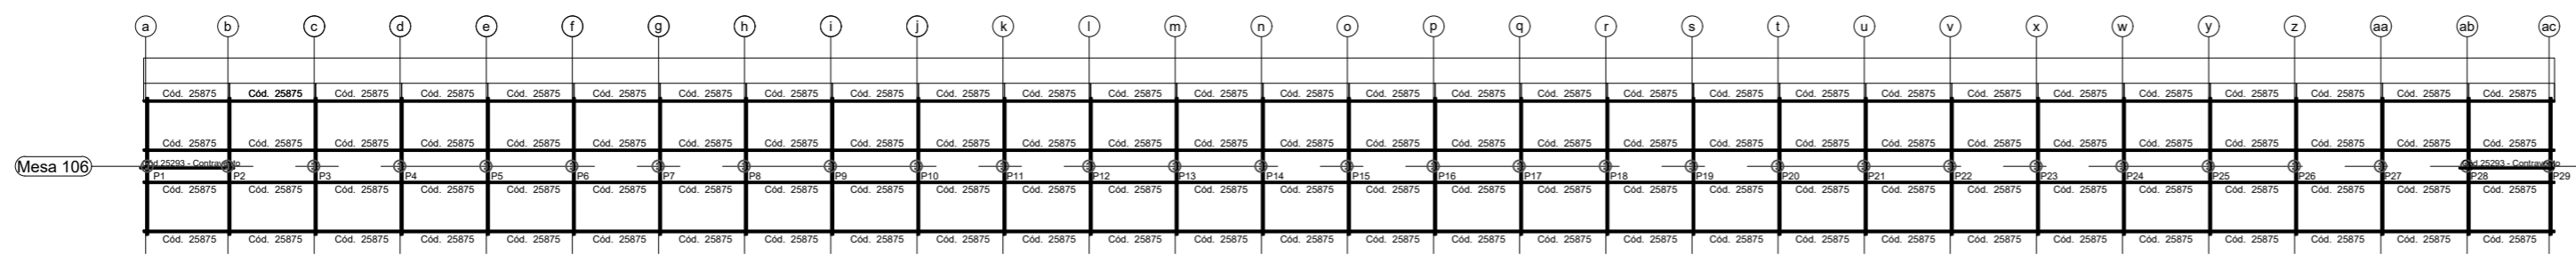 a b c d e f g h i j k l m n o p q r s t u v x w y z aa ab ac
Cód. 25875 Cód. 25875 Cód. 25875 Cód. 25875 Cód. 25875 Cód. 25875 Cód. 25875 Cód. 25875 Cód. 25875 Cód. 25875 Cód. 25875 Cód. 25875 Cód. 25875 Cód. 25875 Cód. 25875 Cód. 25875 Cód. 25875 Cód. 25875 Cód. 25875 Cód. 25875 Cód. 25875 Cód. 25875 Cód. 25875 Cód. 25875 Cód. 25875 Cód. 25875 Cód. 25875 Cód. 25875
Cód. 25875 Cód. 25875 Cód. 25875 Cód. 25875 Cód. 25875 Cód. 25875 Cód. 25875 Cód. 25875 Cód. 25875 Cód. 25875 Cód. 25875 Cód. 25875 Cód. 25875 Cód. 25875 Cód. 25875 Cód. 25875 Cód. 25875 Cód. 25875 Cód. 25875 Cód. 25875 Cód. 25875 Cód. 25875 Cód. 25875 Cód. 25875 Cód. 25875 Cód. 25875 Cód. 25875 Cód. 25875
Mesa 106 Cód.25293 - Contravento Cód.25293 - Contravento
P1 P2 P3 P4 P5 P6 P7 P8 P9 P10 P11 P12 P13 P14 P15 P16 P17 P18 P19 P20 P21 P22 P23 P24 P25 P26 P27 P28 P29
Cód. 25875 Cód. 25875 Cód. 25875 Cód. 25875 Cód. 25875 Cód. 25875 Cód. 25875 Cód. 25875 Cód. 25875 Cód. 25875 Cód. 25875 Cód. 25875 Cód. 25875 Cód. 25875 Cód. 25875 Cód. 25875 Cód. 25875 Cód. 25875 Cód. 25875 Cód. 25875 Cód. 25875 Cód. 25875 Cód. 25875 Cód. 25875 Cód. 25875 Cód. 25875 Cód. 25875 Cód. 25875
Cód. 25875 Cód. 25875 Cód. 25875 Cód. 25875 Cód. 25875 Cód. 25875 Cód. 25875 Cód. 25875 Cód. 25875 Cód. 25875 Cód. 25875 Cód. 25875 Cód. 25875 Cód. 25875 Cód. 25875 Cód. 25875 Cód. 25875 Cód. 25875 Cód. 25875 Cód. 25875 Cód. 25875 Cód. 25875 Cód. 25875 Cód. 25875 Cód. 25875 Cód. 25875 Cód. 25875 Cód. 25875